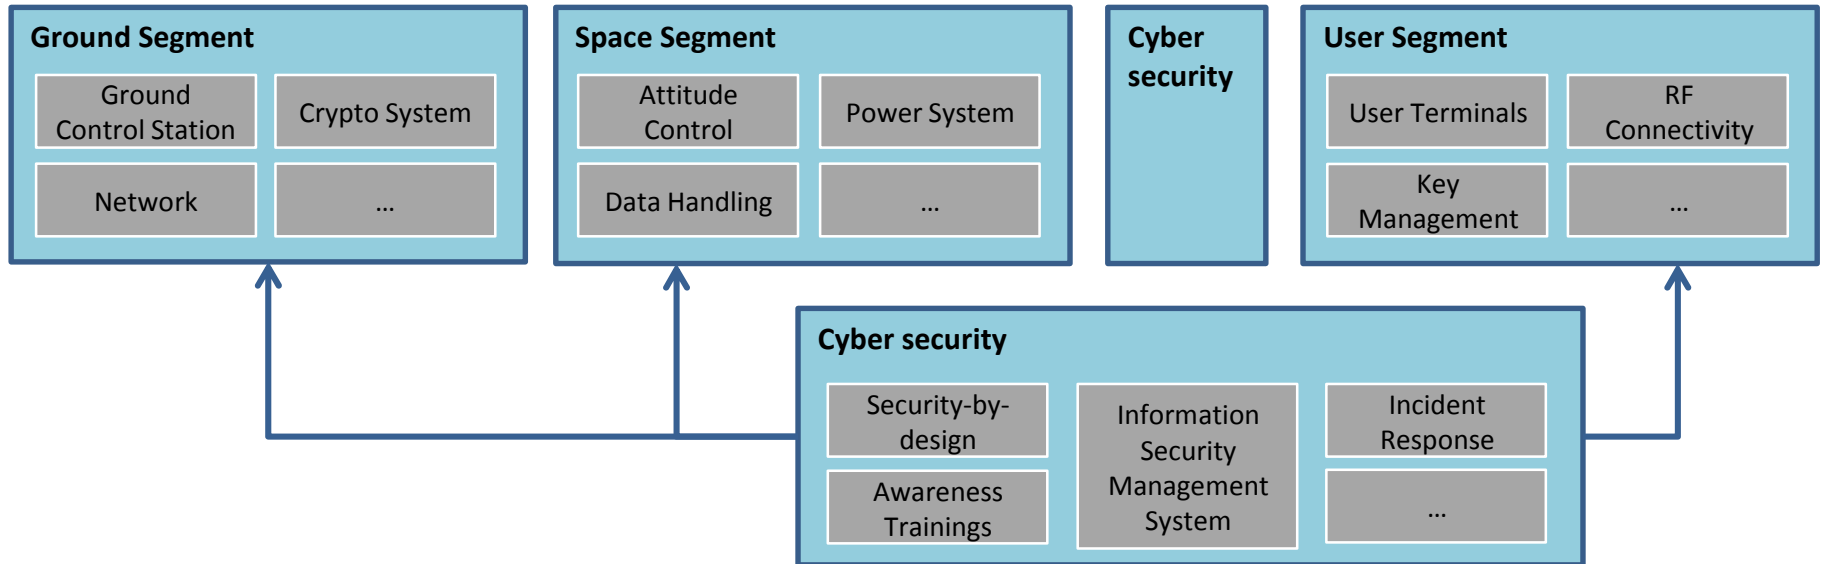 Ground Segment
Ground
Control Station
Crypto System
Network
...
Space Segment
Attitude
Control
Power System
Data Handling
...
Cyber
security
User Segment
User Terminals
RF
Connectivity
Key
Management
...
Cyber security
Security-by-
design
Awareness
Trainings
Information
Security
Management
System
Incident
Response
...